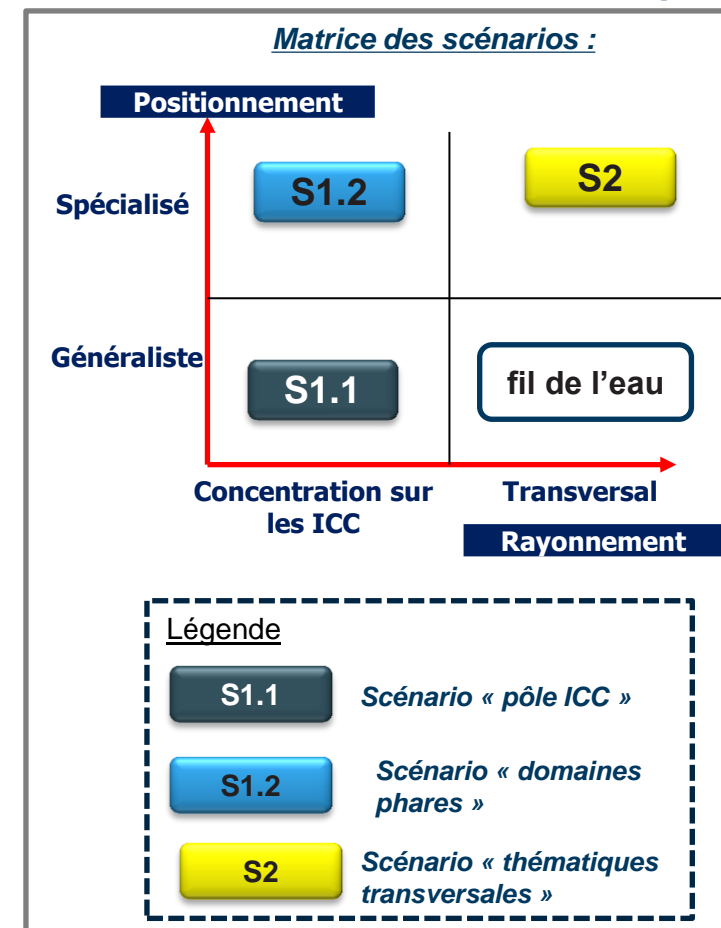 Matrice des scénarios :
Positionnement
S1.2
S2
Spécialisé
Généraliste
S1.1
fil de l’eau
Concentration sur
les ICC
Transversal
Rayonnement
Légende
S1.1
Scénario « pôle ICC »
S1.2
Scénario « domaines
phares »
S2
Scénario « thématiques
transversales »